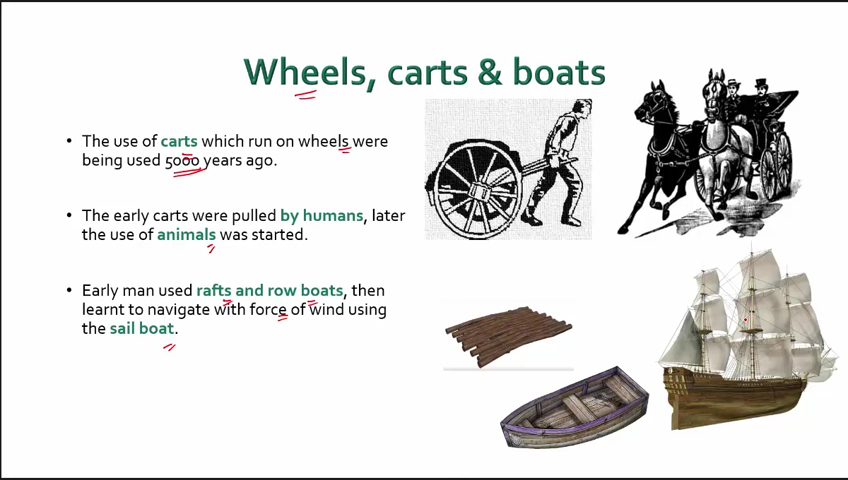 Wheels, carts & boats
• The use of carts which run on wheels were
being used 5000 years ago.
• The early carts were pulled by humans, later
the use of animals was started.
• Early man used rafts and row boats, then
learnt to navigate with force of wind using
the sail boat.